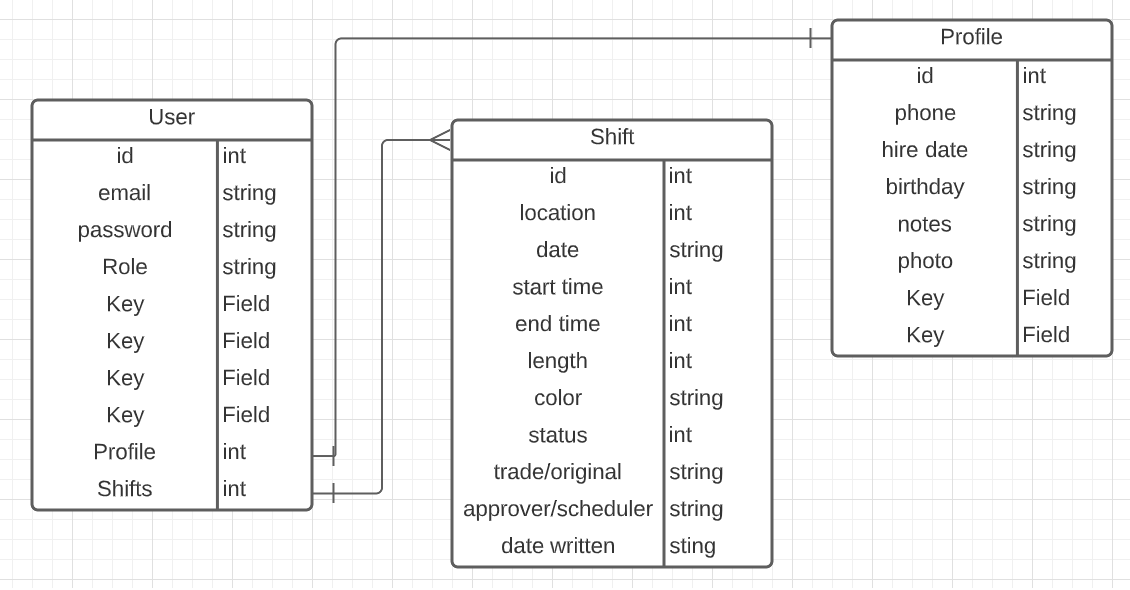 User
id int
email string
password string
Role string
Key Field
Key Field
Key Field
Key Field
Profile int
Shifts int
Shift
id int
location int
date string
start time int
end time int
length int
color string
status int
trade/original string
approver/scheduler string
date written sting
Profile
id int
phone string
hire date string
birthday string
notes string
photo string
Key Field
Key Field